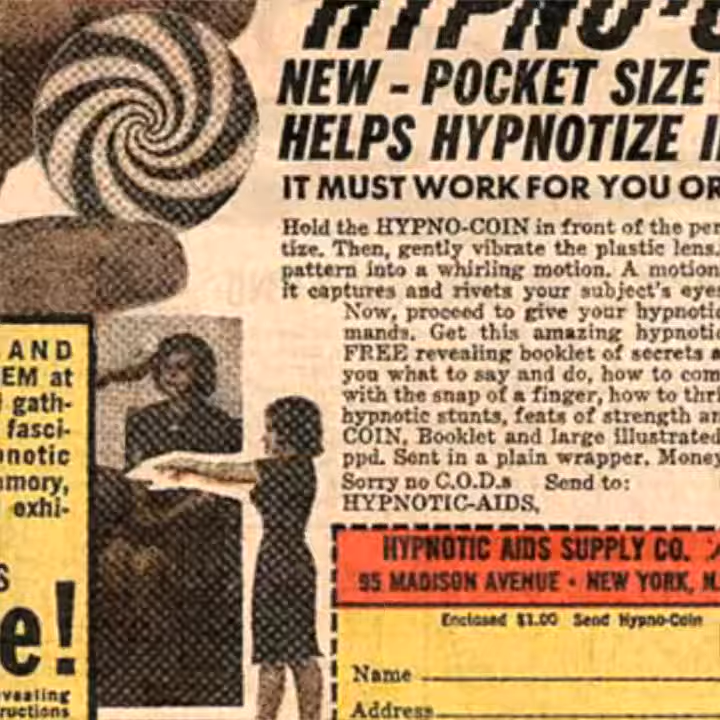 HYPNO-C
NEW - POCKET SIZE
HELPS HYPNOTIZE I
IT MUST WORK FOR YOU OR
Hold the HYPNO-COIN in front of the per
tize. Then, gently vibrate the plastic lens.
pattern into a whirling motion. A motion
it captures and rivets your subject's eye
Now, proceed to give your hypnotic
mands. Get this amazing hypnotic
FREE revealing booklet of secrets a
you what to say and do, how to com
with the snap of a finger, how to thri
hypnotic stunts, feats of strength an
COIN, Booklet and large illustrated
ppd. Sent in a plain wrapper. Money
Sorry no C.O.D.s Send to:
HYPNOTIC-AIDS,
HYPNOTIC AIDS SUPPLY CO.
95 MADISON AVENUE • NEW YORK, N.
Enclosed $1.00 Send Hypno-Coin
Name
Address
AND
EM at
gath-
fasci-
pnotic
mory,
exhi-
S
e!
vealing
ructions